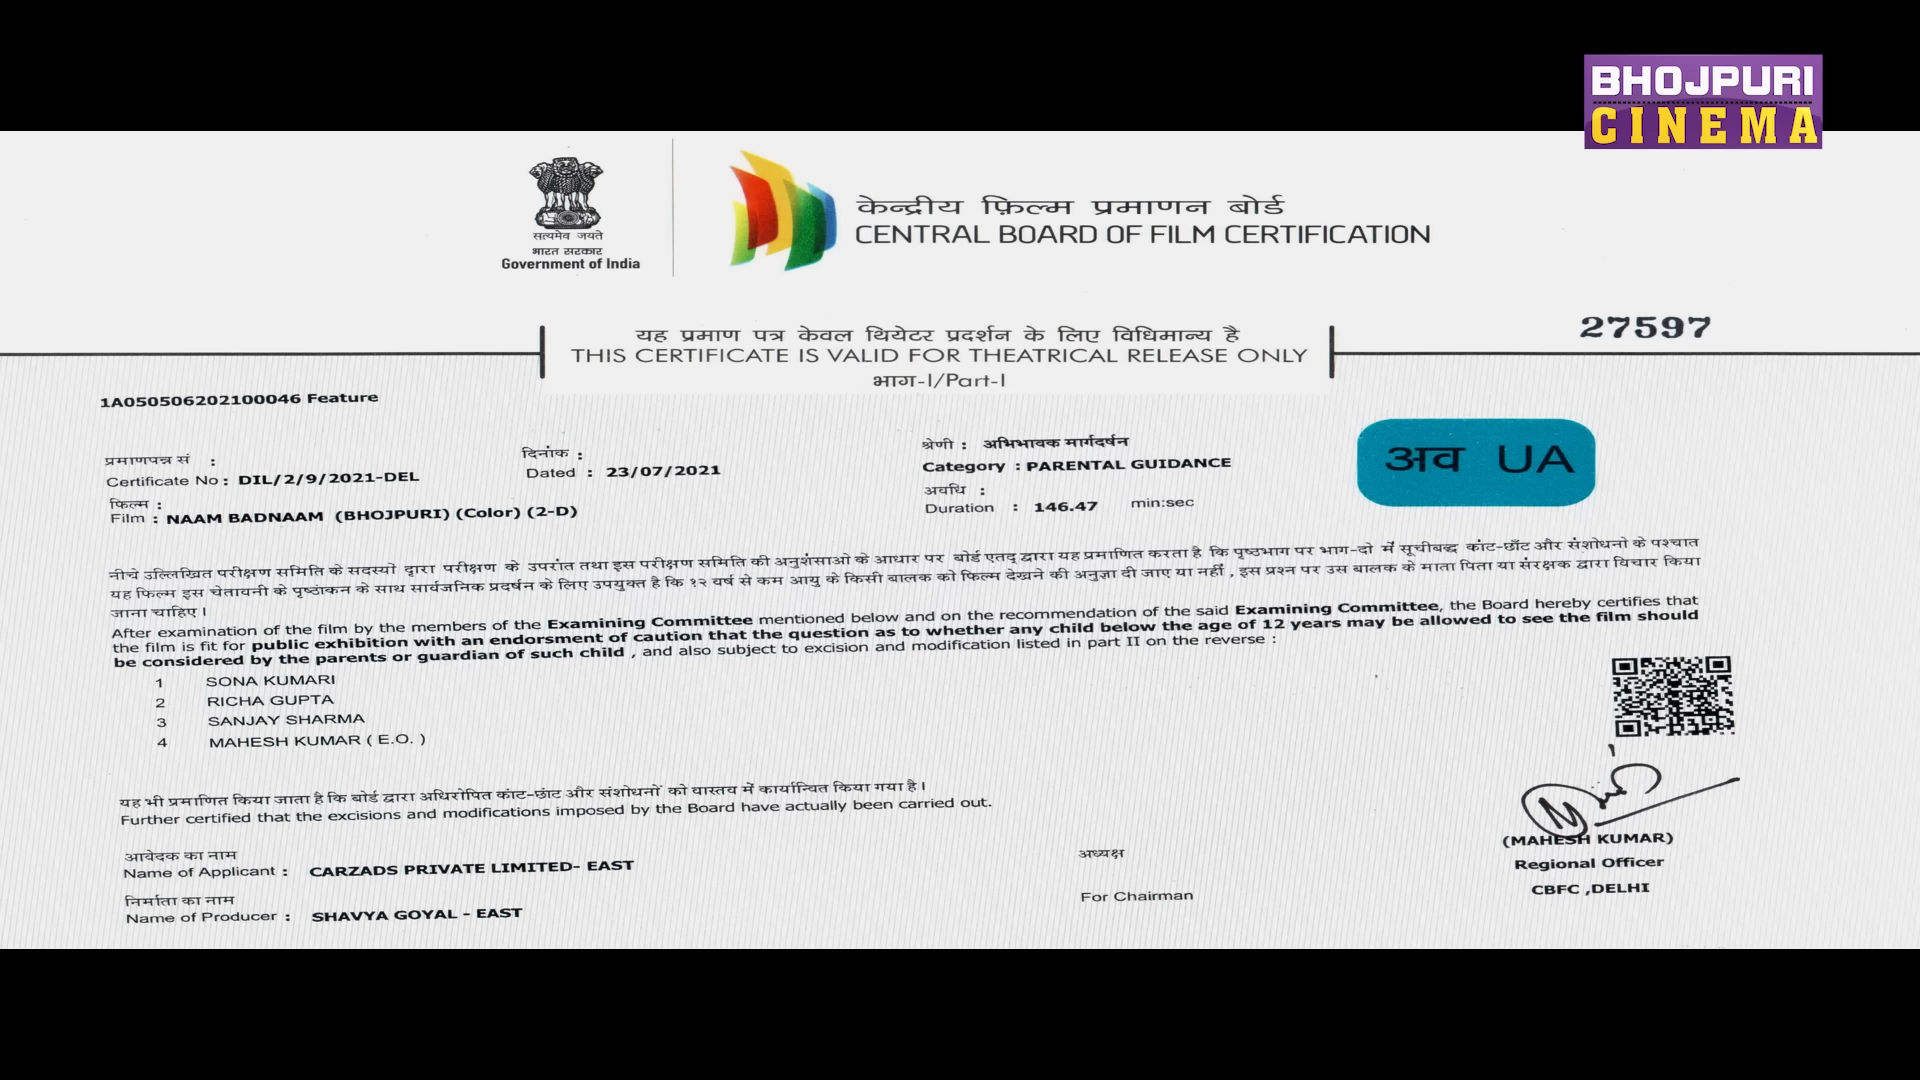 BHOJPURI
CINEMA
सत्यमेव जयते
भारत सरकार
Government of India
केन्द्रीय फ़िल्म प्रमाणन बोर्ड
CENTRAL BOARD OF FILM CERTIFICATION
27597
यह प्रमाण पत्र केवल थियेटर प्रदर्शन के लिए विधिमान्य है
THIS CERTIFICATE IS VALID FOR THEATRICAL RELEASE ONLY
भाग-I/Part-I
1A050506202100046 Feature
प्रमाणपत्र सं :
Certificate No : DIL/2/9/2021-DEL
दिनांक :
Dated : 23/07/2021
श्रेणी : अभिभावक मार्गदर्षन
Category : PARENTAL GUIDANCE
अव UA
फिल्म :
Film : NAAM BADNAAM (BHOJPURI) (Color) (2-D)
अवधि :
Duration : 146.47 min:sec
नीचे उल्लिखित परीक्षण समिति के सदस्यों द्वारा परीक्षण के उपरांत तथा इस परीक्षण समिति की अनुशंसाओ के आधार पर बोर्ड एतद् द्वारा यह प्रमाणित करता है कि पृष्ठभाग पर भाग-दो में सूचीबद्ध कांट-छाँट और संशोधनो के पश्चात
यह फिल्म इस चेतावनी के पृष्ठांकन के साथ सार्वजनिक प्रदर्षन के लिए उपयुक्त है कि १२ वर्ष से कम आयु के किसी बालक को फिल्म देखने की अनुज्ञा दी जाए या नहीं , इस प्रश्न पर उस बालक के माता पिता या संरक्षक द्वारा विचार किया
जाना चाहिए ।
After examination of the film by the members of the Examining Committee mentioned below and on the recommendation of the said Examining Committee, the Board hereby certifies that
the film is fit for public exhibition with an endorsment of caution that the question as to whether any child below the age of 12 years may be allowed to see the film should
be considered by the parents or guardian of such child , and also subject to excision and modification listed in part II on the reverse :
1 SONA KUMARI
2 RICHA GUPTA
3 SANJAY SHARMA
4 MAHESH KUMAR ( E.O. )
यह भी प्रमाणित किया जाता है कि बोर्ड द्वारा अधिरोपित कांट-छांट और संशोधनों को वास्तव में कार्यान्वित किया गया है ।
Further certified that the excisions and modifications imposed by the Board have actually been carried out.
आवेदक का नाम
Name of Applicant : CARZADS PRIVATE LIMITED- EAST
निर्माता का नाम
Name of Producer : SHAVYA GOYAL - EAST
अध्यक्ष
For Chairman
(MAHESH KUMAR)
Regional Officer
CBFC ,DELHI